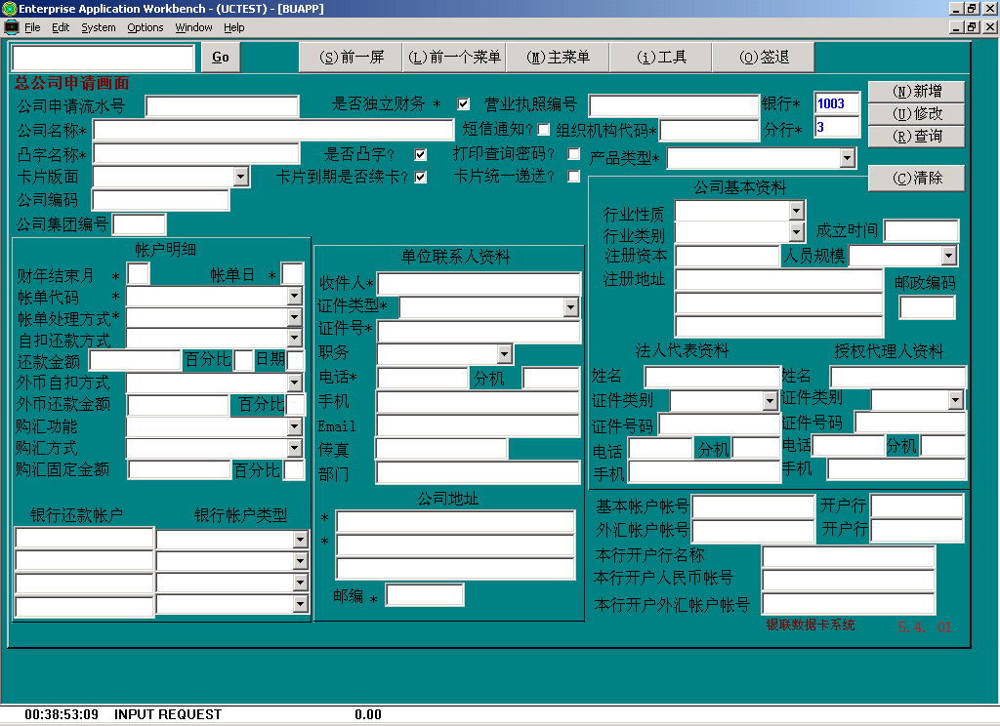 Enterprise Application Workbench - (UCTEST) - [BUAPP]
File Edit System Options Window Help
Go (S)前一屏 (L)前一个菜单 (M)主菜单 (i)工具 (O)签退
总公司申请画面
(N)新增
公司申请流水号 是否独立财务 * 营业执照编号 银行* 1003
(U)修改
公司名称* 短信通知? 组织机构代码* 分行* 3
(R)查询
凸字名称* 是否凸字? 打印查询密码? 产品类型*
卡片版面 卡片到期是否续卡? 卡片统一递送? (C)清除
公司编码
公司集团编号
帐户明细
财年结束月 * 帐单日 *
帐单代码 *
帐单处理方式*
自扣还款方式
还款金额 百分比 日期
外币自扣方式
外币还款金额 百分比
购汇功能
购汇方式
购汇固定金额 百分比
银行还款帐户 银行帐户类型
单位联系人资料
收件人*
证件类型*
证件号*
职务
电话* 分机
手机
Email
传真
部门
公司地址
*
*
邮编 *
公司基本资料
行业性质
行业类别 成立时间
注册资本 人员规模
注册地址 邮政编码
法人代表资料 授权代理人资料
姓名 姓名
证件类别 证件类别
证件号码 证件号码
电话 分机 电话 分机
手机 手机
基本帐户帐号 开户行
外汇帐户帐号 开户行
本行开户行名称
本行开户人民币帐号
本行开户外汇帐户帐号
银联数据卡系统
00:38:53:09 INPUT REQUEST 0.00